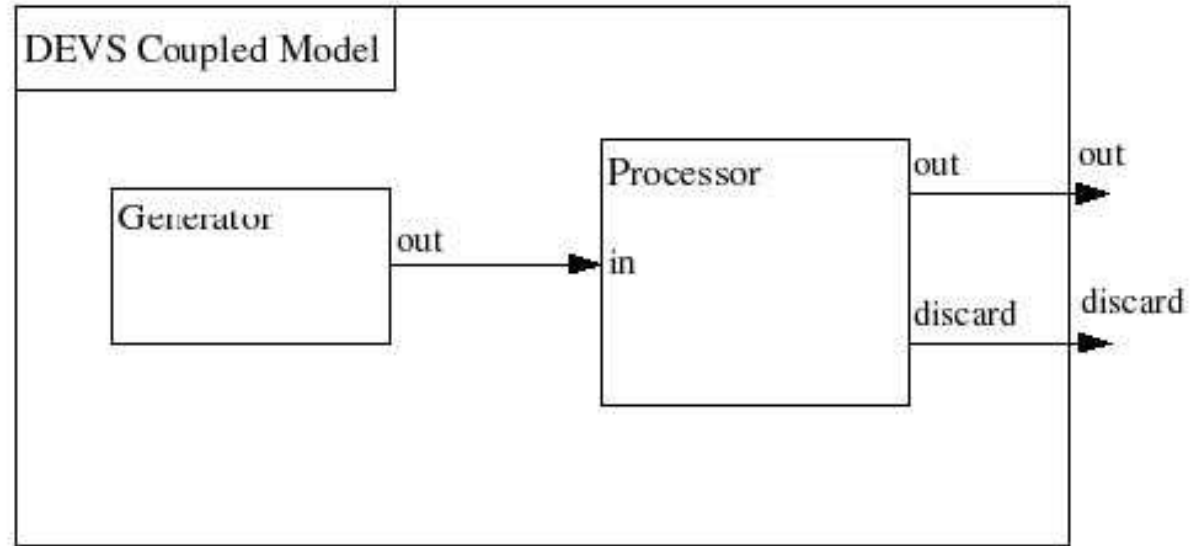 DEVS Coupled Model
Generator
out
Processor
in
out
discard
out
discard